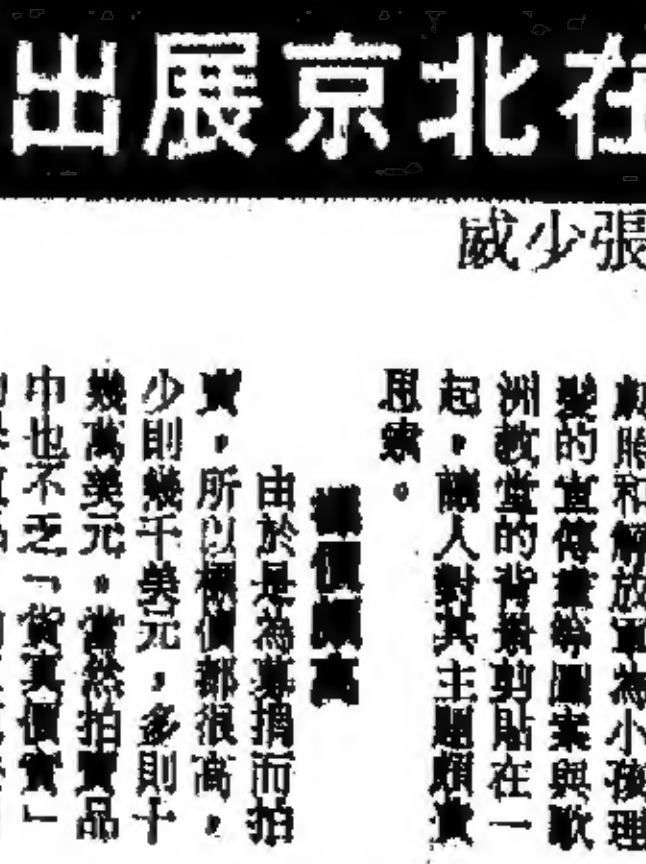 在北京展出
張少威
劇照和解放軍為小孩理
髮的宣傳畫等圖案與歐
洲教堂的背景剪貼在一
起，讓人對其主題頗費
思索。
標價頗高
由於是為募捐而拍
賣，所以標價都很高，
少則幾千美元，多則十
幾萬美元。當然拍賣品
中也不乏「貨真價實」